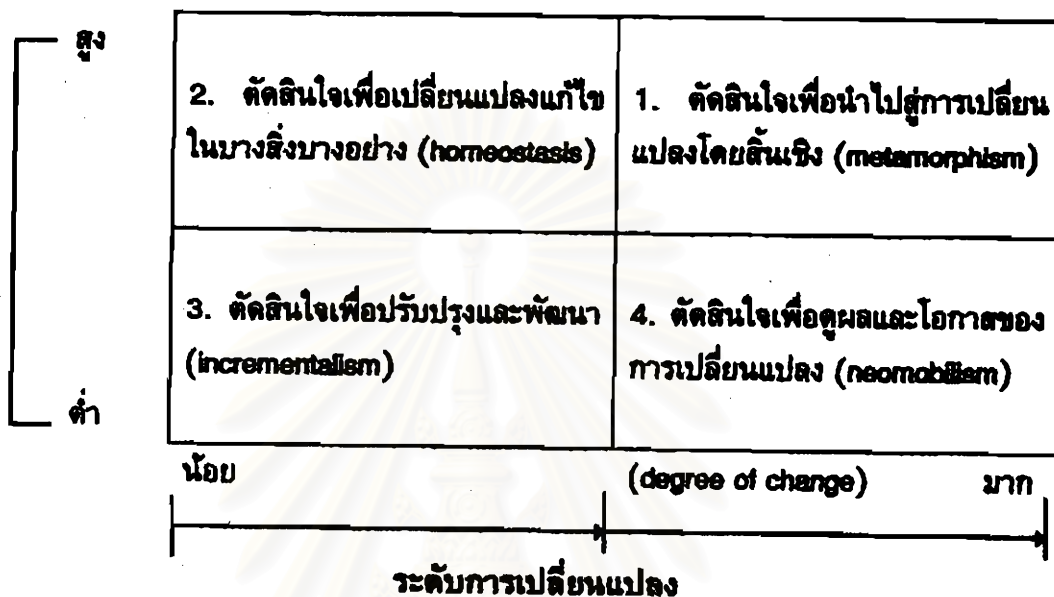 สูง
2. ตัดสินใจเพื่อเปลี่ยนแปลงแก้ไข
ในบางสิ่งบางอย่าง (homeostasis)
1. ตัดสินใจเพื่อนำไปสู่การเปลี่ยน
แปลงโดยสิ้นเชิง (metamorphism)
3. ตัดสินใจเพื่อปรับปรุงและพัฒนา
(incrementalism)
4. ตัดสินใจเพื่อดูผลและโอกาสของ
การเปลี่ยนแปลง (neomobilism)
ต่ำ
น้อย
(degree of change) มาก
ระดับการเปลี่ยนแปลง